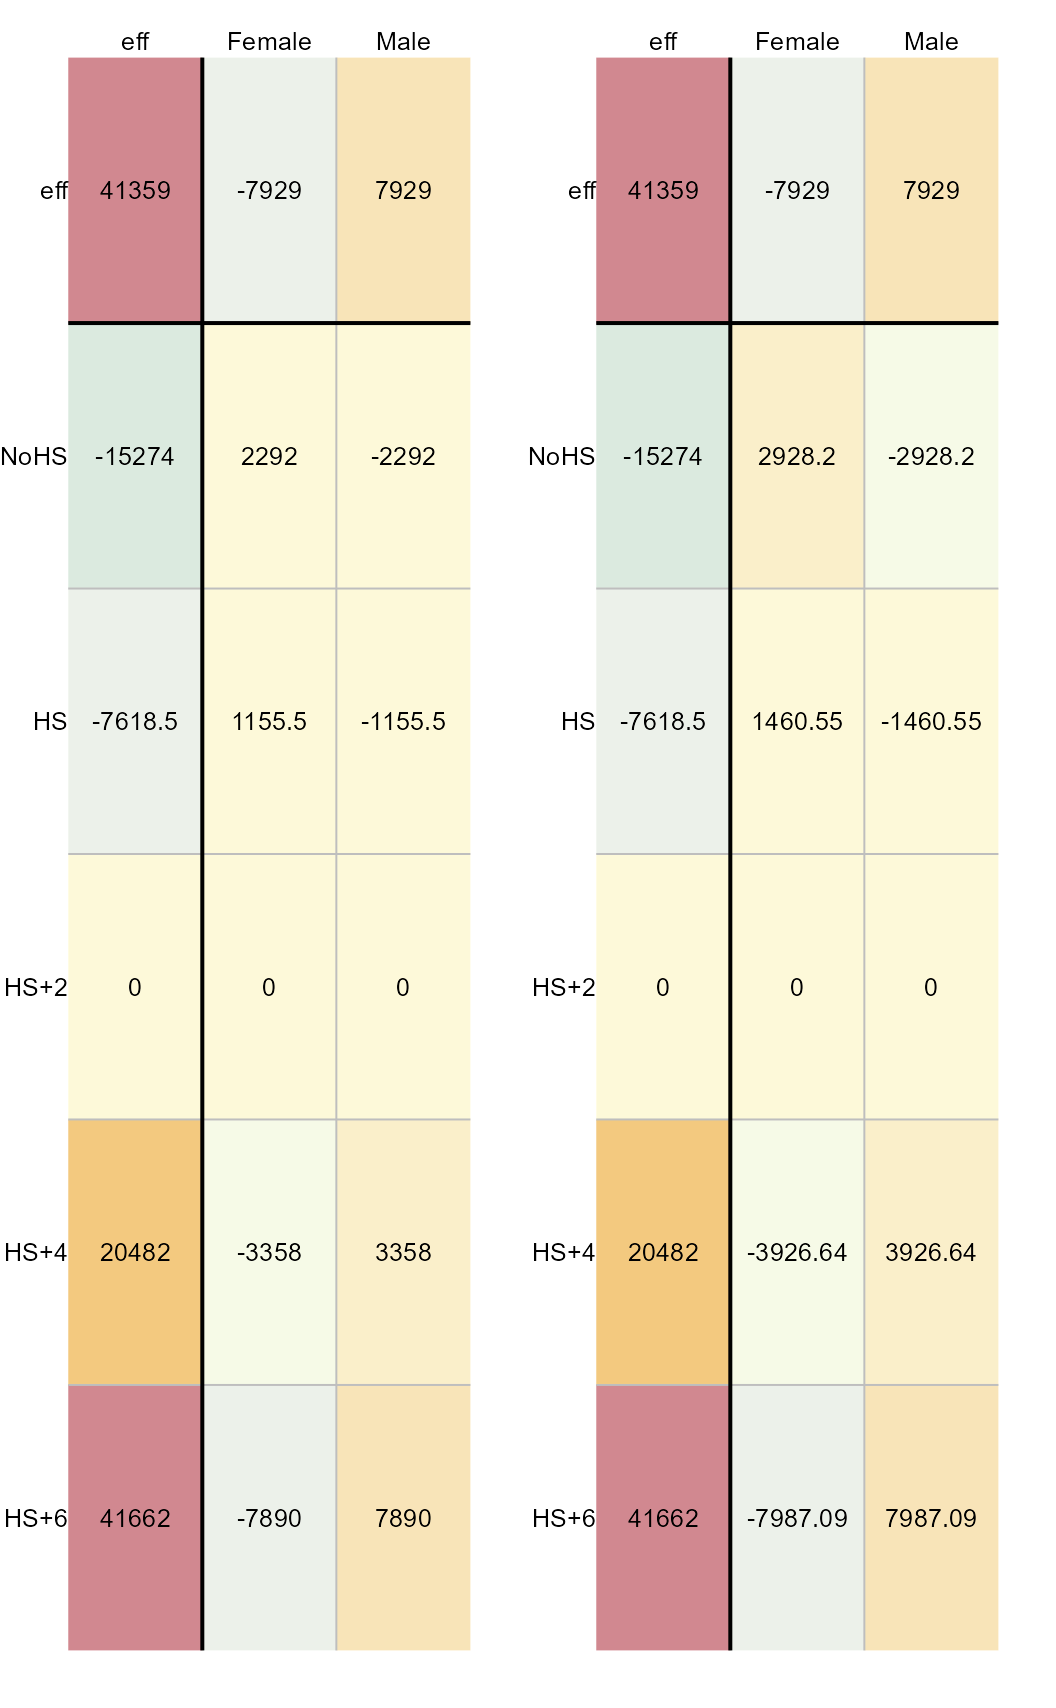 eff Female Male
eff 41359 -7929 7929
NoHS -15274 2292 -2292
HS -7618.5 1155.5 -1155.5
HS+2 0 0 0
HS+4 20482 -3358 3358
HS+6 41662 -7890 7890
eff Female Male
eff 41359 -7929 7929
NoHS -15274 2928.2 -2928.2
HS -7618.5 1460.55 -1460.55
HS+2 0 0 0
HS+4 20482 -3926.64 3926.64
HS+6 41662 -7987.09 7987.09